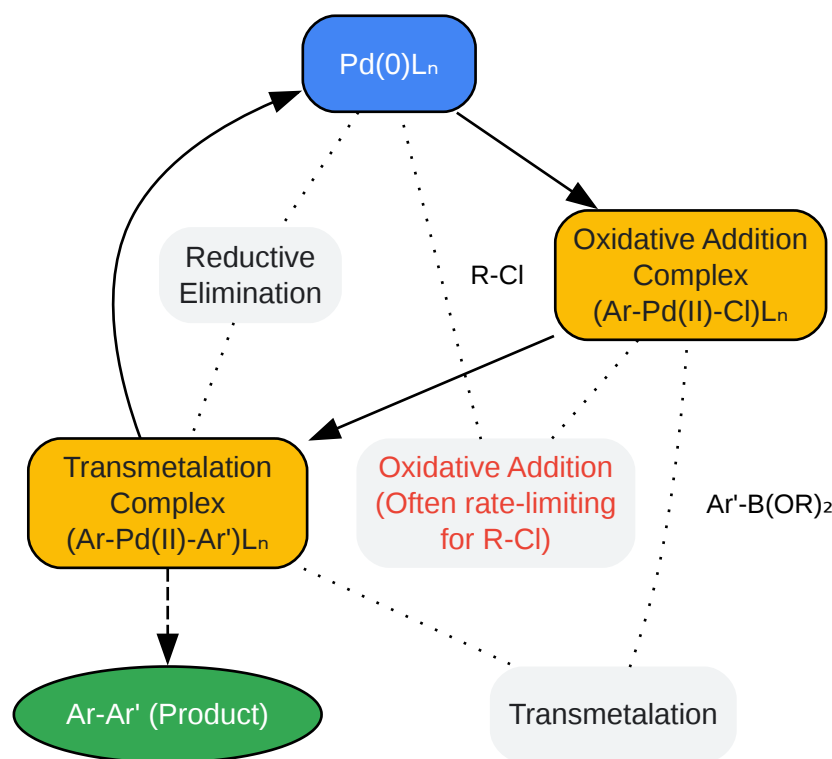 Pd(0)Lₙ
Oxidative Addition
Complex
(Ar-Pd(II)-Cl)Lₙ
Reductive
Elimination
R-Cl
Transmetalation
Complex
(Ar-Pd(II)-Ar')Lₙ
Oxidative Addition
(Often rate-limiting
for R-Cl)
Ar'-B(OR)₂
Ar-Ar' (Product)
Transmetalation